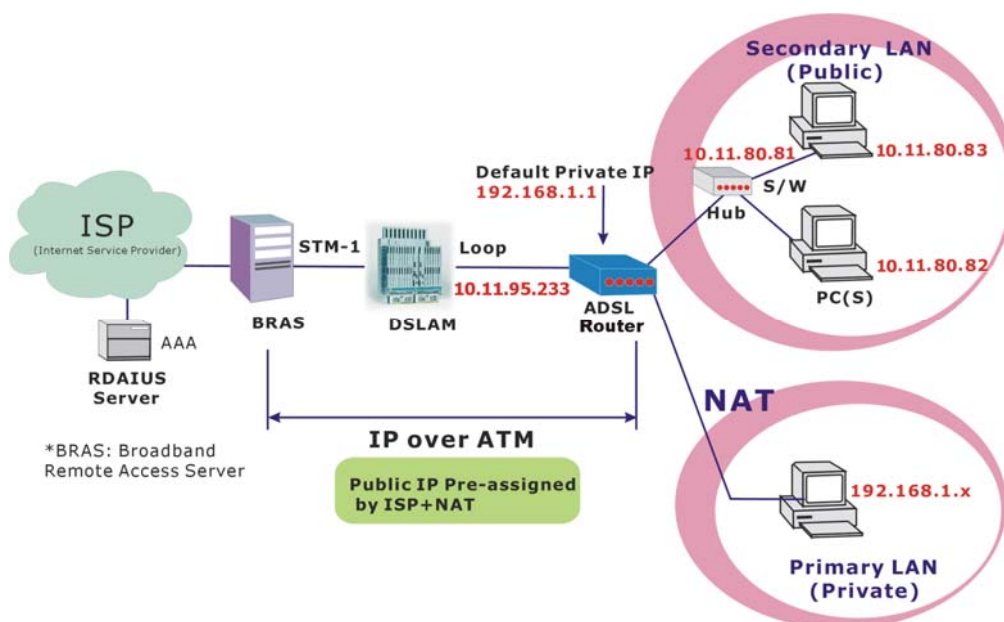 Secondary LAN
(Public)
10.11.80.81
10.11.80.83
S/W
Hub
10.11.80.82
PC(S)
Default Private IP
192.168.1.1
ISP
(Internet Service Provider)
STM-1
Loop
10.11.95.233
BRAS
DSLAM
ADSL
Router
AAA
RDAIUS
Server
*BRAS: Broadband
Remote Access Server
IP over ATM
Public IP Pre-assigned
by ISP+NAT
NAT
192.168.1.x
Primary LAN
(Private)